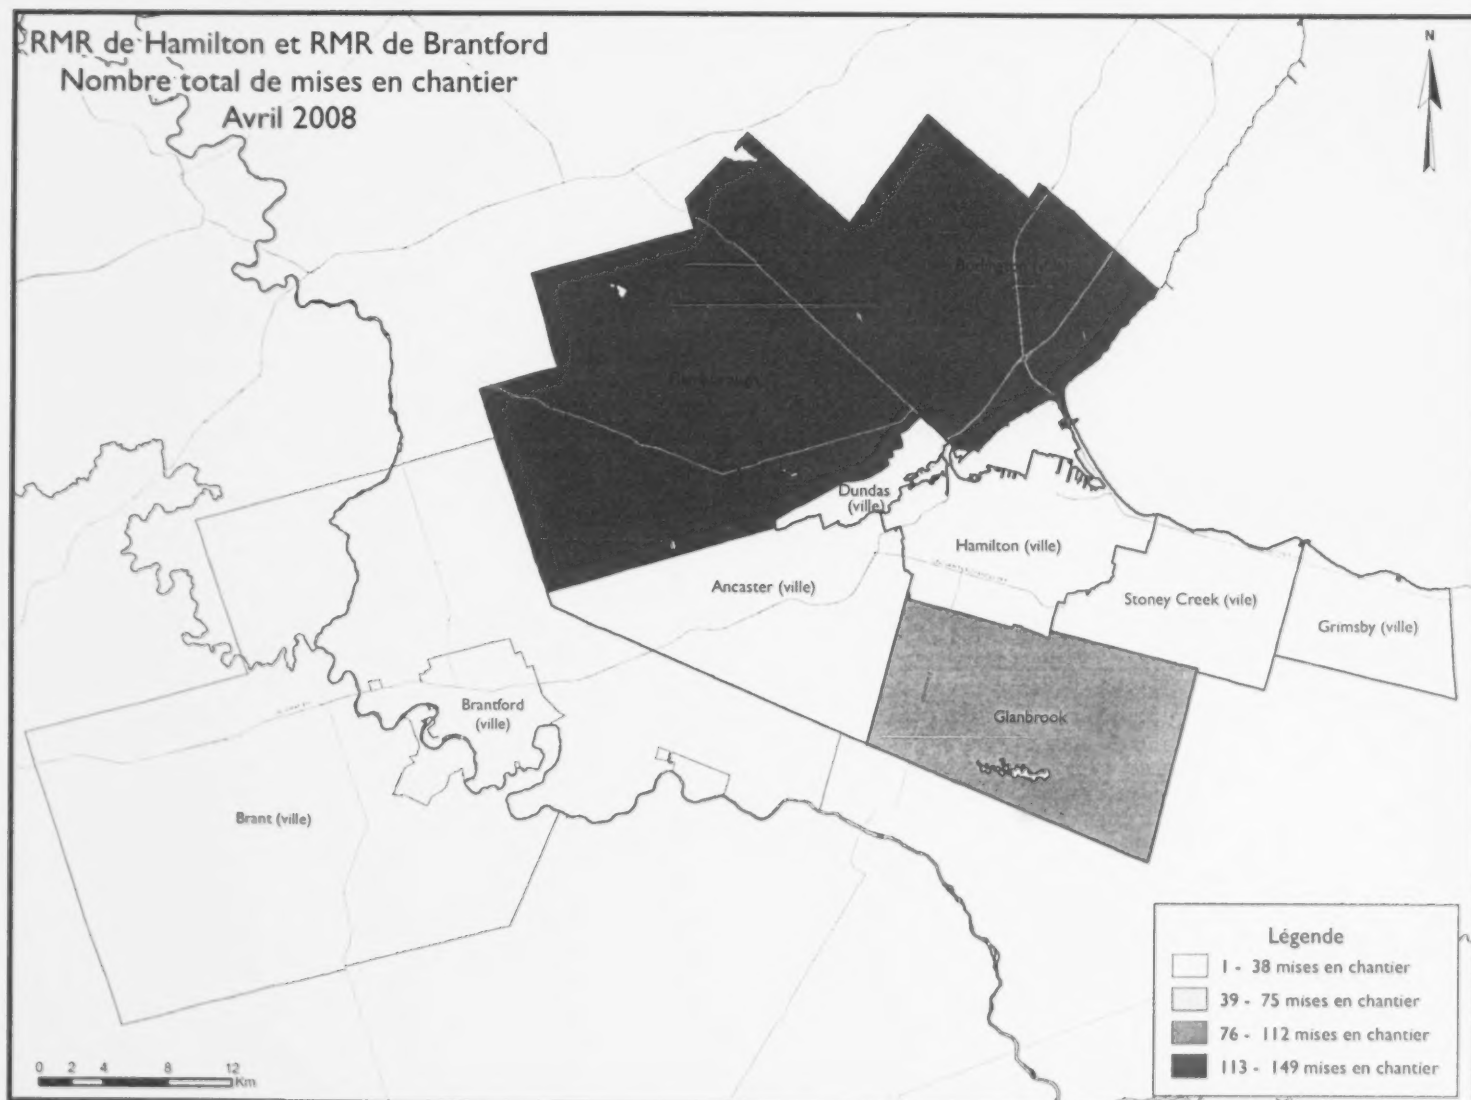 RMR de Hamilton et RMR de Brantford
Nombre total de mises en chantier
Avril 2008
N
Burlington
Flamborough
Dundas
(ville)
Hamilton (ville)
Ancaster (ville)
Stoney Creek (vile)
Grimsby (ville)
Brantford
(ville)
Glanbrook
Brant (ville)
Légende
1 - 38 mises en chantier
39 - 75 mises en chantier
76 - 112 mises en chantier
113 - 149 mises en chantier
0 2 4 8 12
Km